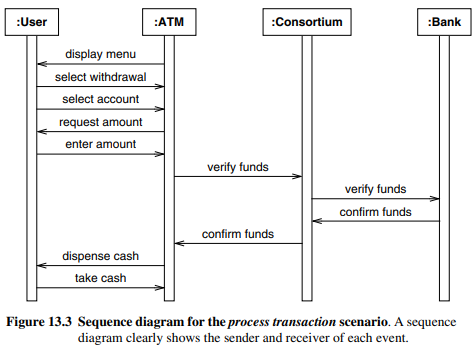 :User :ATM :Consortium :Bank
display menu
select withdrawal
select account
request amount
enter amount
verify funds
verify funds
confirm funds
confirm funds
dispense cash
take cash
Figure 13.3 Sequence diagram for the process transaction scenario. A sequence
diagram clearly shows the sender and receiver of each event.